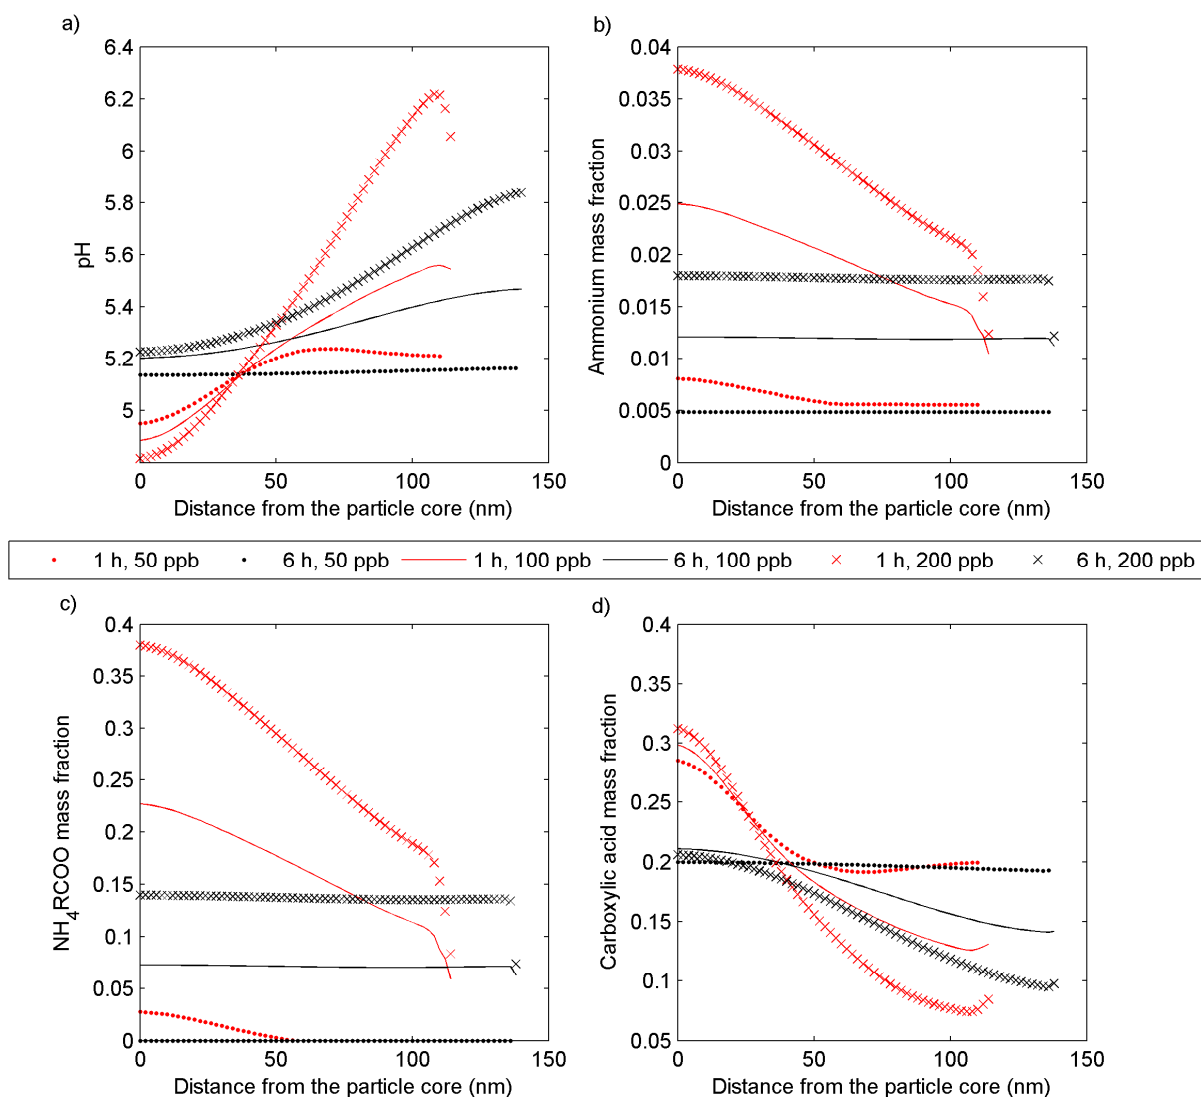 a)
6.4
6.2
6
5.8
5.6
5.4
5.2
5
pH
0
50
100
150
Distance from the particle core (nm)
b)
0.04
0.035
0.03
0.025
0.02
0.015
0.01
0.005
0
Ammonium mass fraction
0
50
100
150
Distance from the particle core (nm)
1 h, 50 ppb
6 h, 50 ppb
1 h, 100 ppb
6 h, 100 ppb
1 h, 200 ppb
6 h, 200 ppb
c)
0.4
0.35
0.3
0.25
0.2
0.15
0.1
0.05
0
NH4RCOO mass fraction
0
50
100
150
Distance from the particle core (nm)
d)
0.4
0.35
0.3
0.25
0.2
0.15
0.1
0.05
Carboxylic acid mass fraction
0
50
100
150
Distance from the particle core (nm)